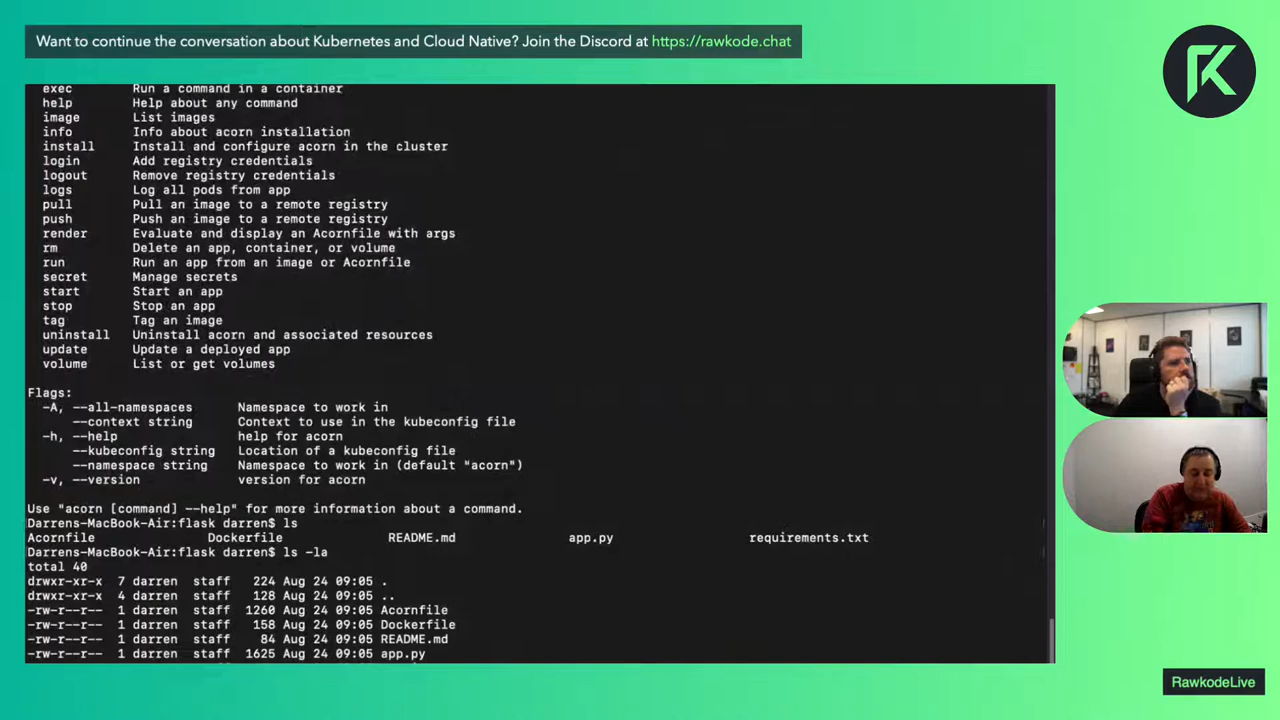 Want to continue the conversation about Kubernetes and Cloud Native? Join the Discord at https://rawkode.chat
exec Run a command in a container
help Help about any command
image List images
info Info about acorn installation
install Install and configure acorn in the cluster
login Add registry credentials
logout Remove registry credentials
logs Log all pods from app
pull Pull an image to a remote registry
push Push an image to a remote registry
render Evaluate and display an Acornfile with args
rm Delete an app, container, or volume
run Run an app from an image or Acornfile
secret Manage secrets
start Start an app
stop Stop an app
tag Tag an image
uninstall Uninstall acorn and associated resources
update Update a deployed app
volume List or get volumes
Flags:
-A, --all-namespaces Namespace to work in
--context string Context to use in the kubeconfig file
-h, --help help for acorn
--kubeconfig string Location of a kubeconfig file
--namespace string Namespace to work in (default "acorn")
-v, --version version for acorn
Use "acorn [command] --help" for more information about a command.
Darrens-MacBook-Air:flask darren$ ls
Acornfile Dockerfile README.md app.py requirements.txt
Darrens-MacBook-Air:flask darren$ ls -la
total 40
drwxr-xr-x 7 darren staff 224 Aug 24 09:05 .
drwxr-xr-x 4 darren staff 128 Aug 24 09:05 ..
-rw-r--r-- 1 darren staff 1260 Aug 24 09:05 Acornfile
-rw-r--r-- 1 darren staff 158 Aug 24 09:05 Dockerfile
-rw-r--r-- 1 darren staff 84 Aug 24 09:05 README.md
-rw-r--r-- 1 darren staff 1625 Aug 24 09:05 app.py
RawkodeLive